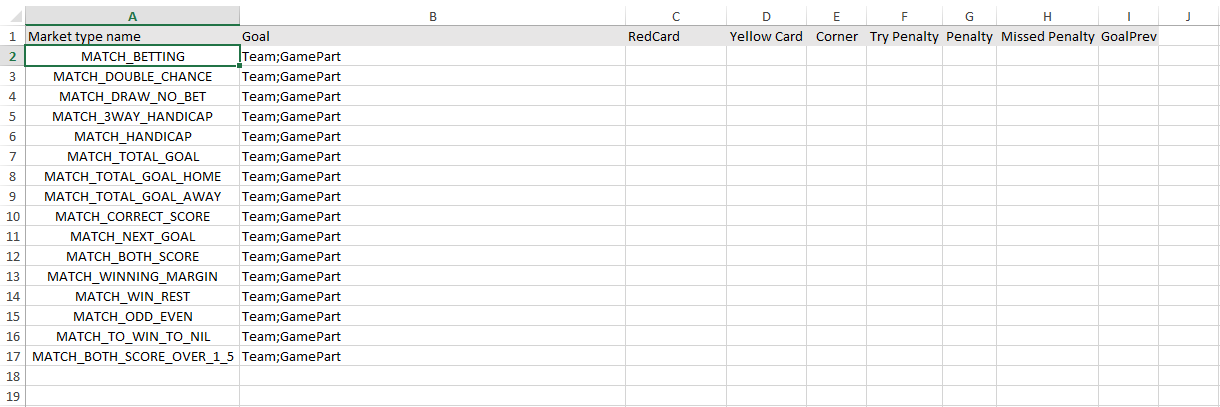 A B C D E F G H I J
1 Market type name Goal RedCard Yellow Card Corner Try Penalty Penalty Missed Penalty GoalPrev
2 MATCH_BETTING Team;GamePart
3 MATCH_DOUBLE_CHANCE Team;GamePart
4 MATCH_DRAW_NO_BET Team;GamePart
5 MATCH_3WAY_HANDICAP Team;GamePart
6 MATCH_HANDICAP Team;GamePart
7 MATCH_TOTAL_GOAL Team;GamePart
8 MATCH_TOTAL_GOAL_HOME Team;GamePart
9 MATCH_TOTAL_GOAL_AWAY Team;GamePart
10 MATCH_CORRECT_SCORE Team;GamePart
11 MATCH_NEXT_GOAL Team;GamePart
12 MATCH_BOTH_SCORE Team;GamePart
13 MATCH_WINNING_MARGIN Team;GamePart
14 MATCH_WIN_REST Team;GamePart
15 MATCH_ODD_EVEN Team;GamePart
16 MATCH_TO_WIN_TO_NIL Team;GamePart
17 MATCH_BOTH_SCORE_OVER_1_5 Team;GamePart
18
19